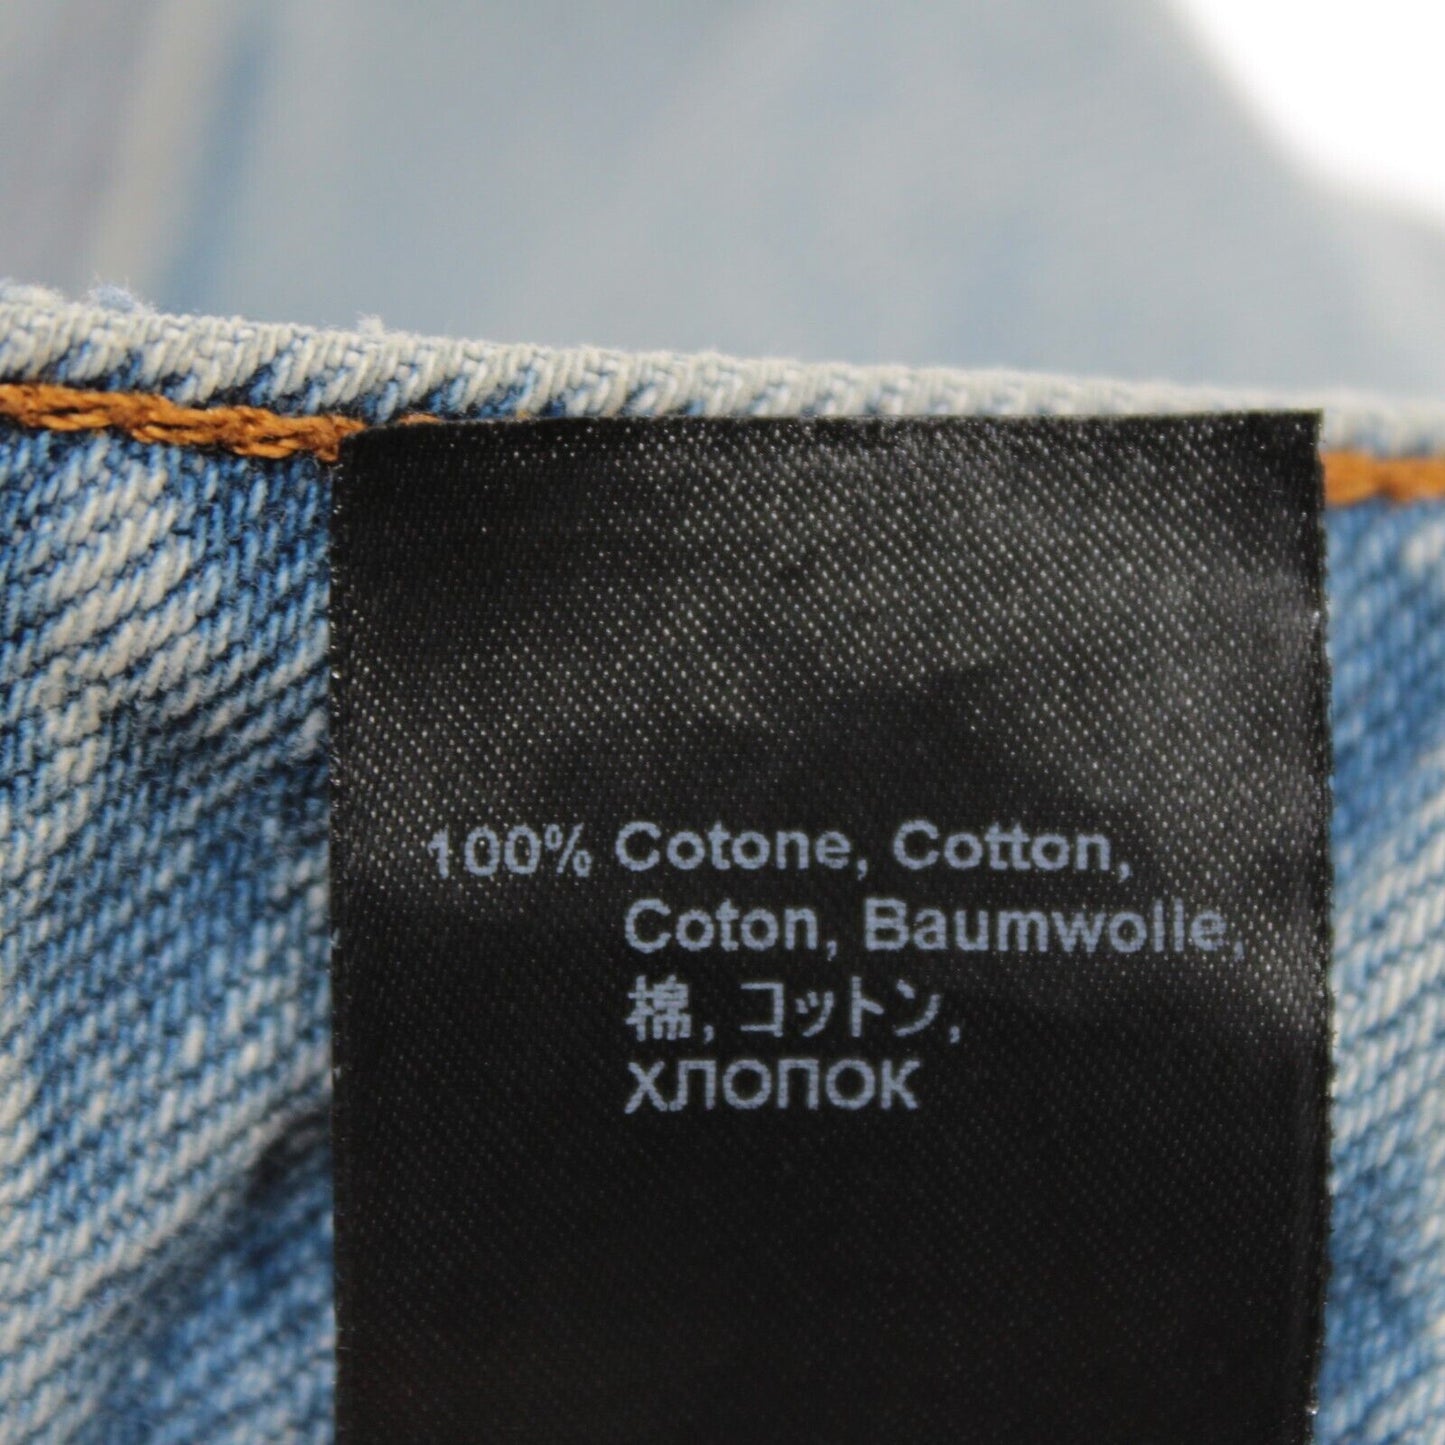 100% Cotone, Cotton,
Coton, Baumwolle,
棉, コットン,
хлопок